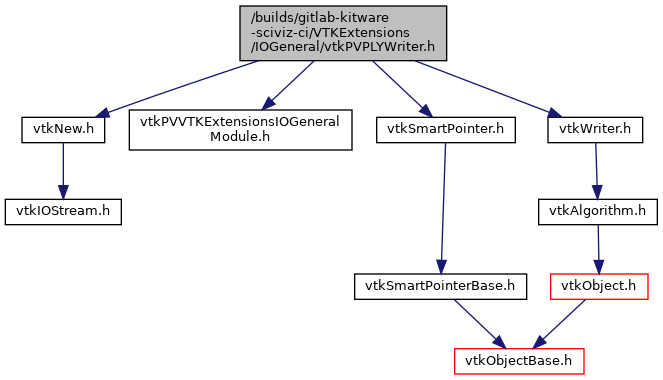 /builds/gitlab-kitware
-sciviz-ci/VTKExtensions
/IOGeneral/vtkPVPLYWriter.h
vtkNew.h
vtkPVVTKExtensionsIOGeneral
Module.h
vtkSmartPointer.h
vtkWriter.h
vtkIOStream.h
vtkAlgorithm.h
vtkSmartPointerBase.h
vtkObject.h
vtkObjectBase.h